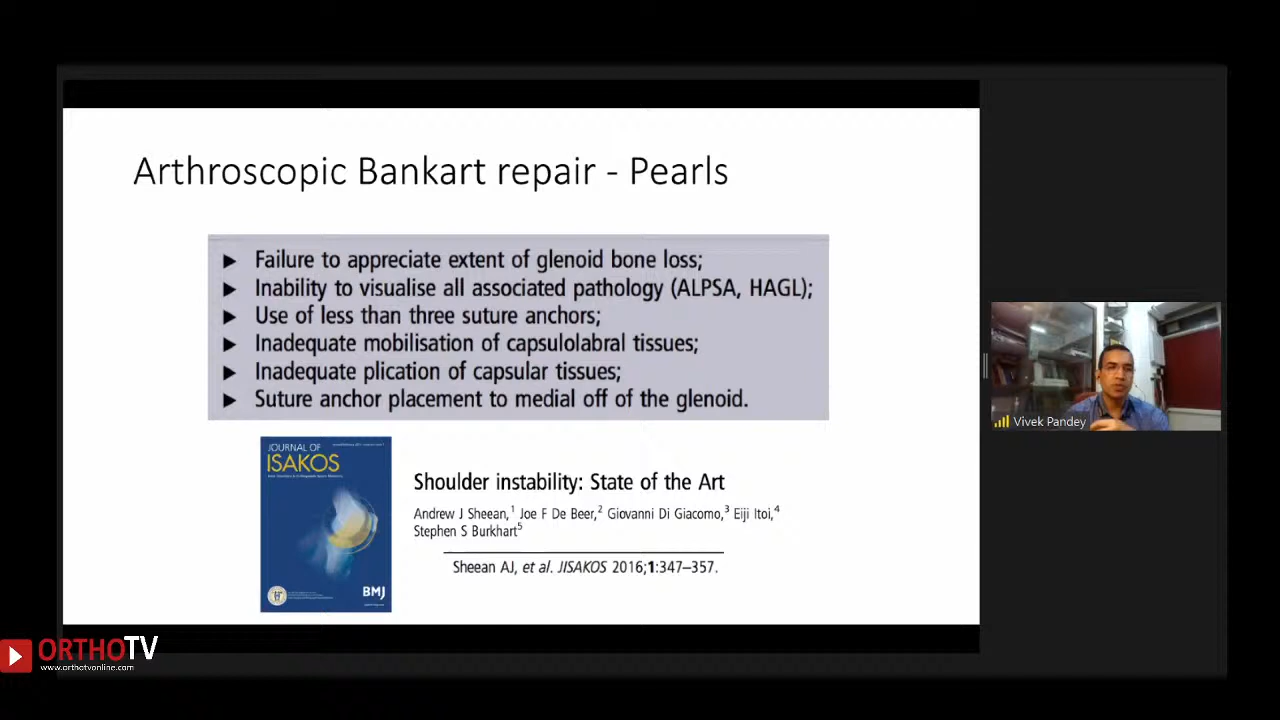 Arthroscopic Bankart repair - Pearls
► Failure to appreciate extent of glenoid bone loss;
► Inability to visualise all associated pathology (ALPSA, HAGL);
► Use of less than three suture anchors;
► Inadequate mobilisation of capsulolabral tissues;
► Inadequate plication of capsular tissues;
► Suture anchor placement to medial off of the glenoid.
JOURNAL OF
ISAKOS
BMJ
Shoulder instability: State of the Art
Andrew J Sheean,¹ Joe F De Beer,² Giovanni Di Giacomo,³ Eiji Itoi,⁴
Stephen S Burkhart⁵
Sheean AJ, et al. JISAKOS 2016;1:347–357.
Vivek Pandey
ORTHOTV
www.orthotvonline.com